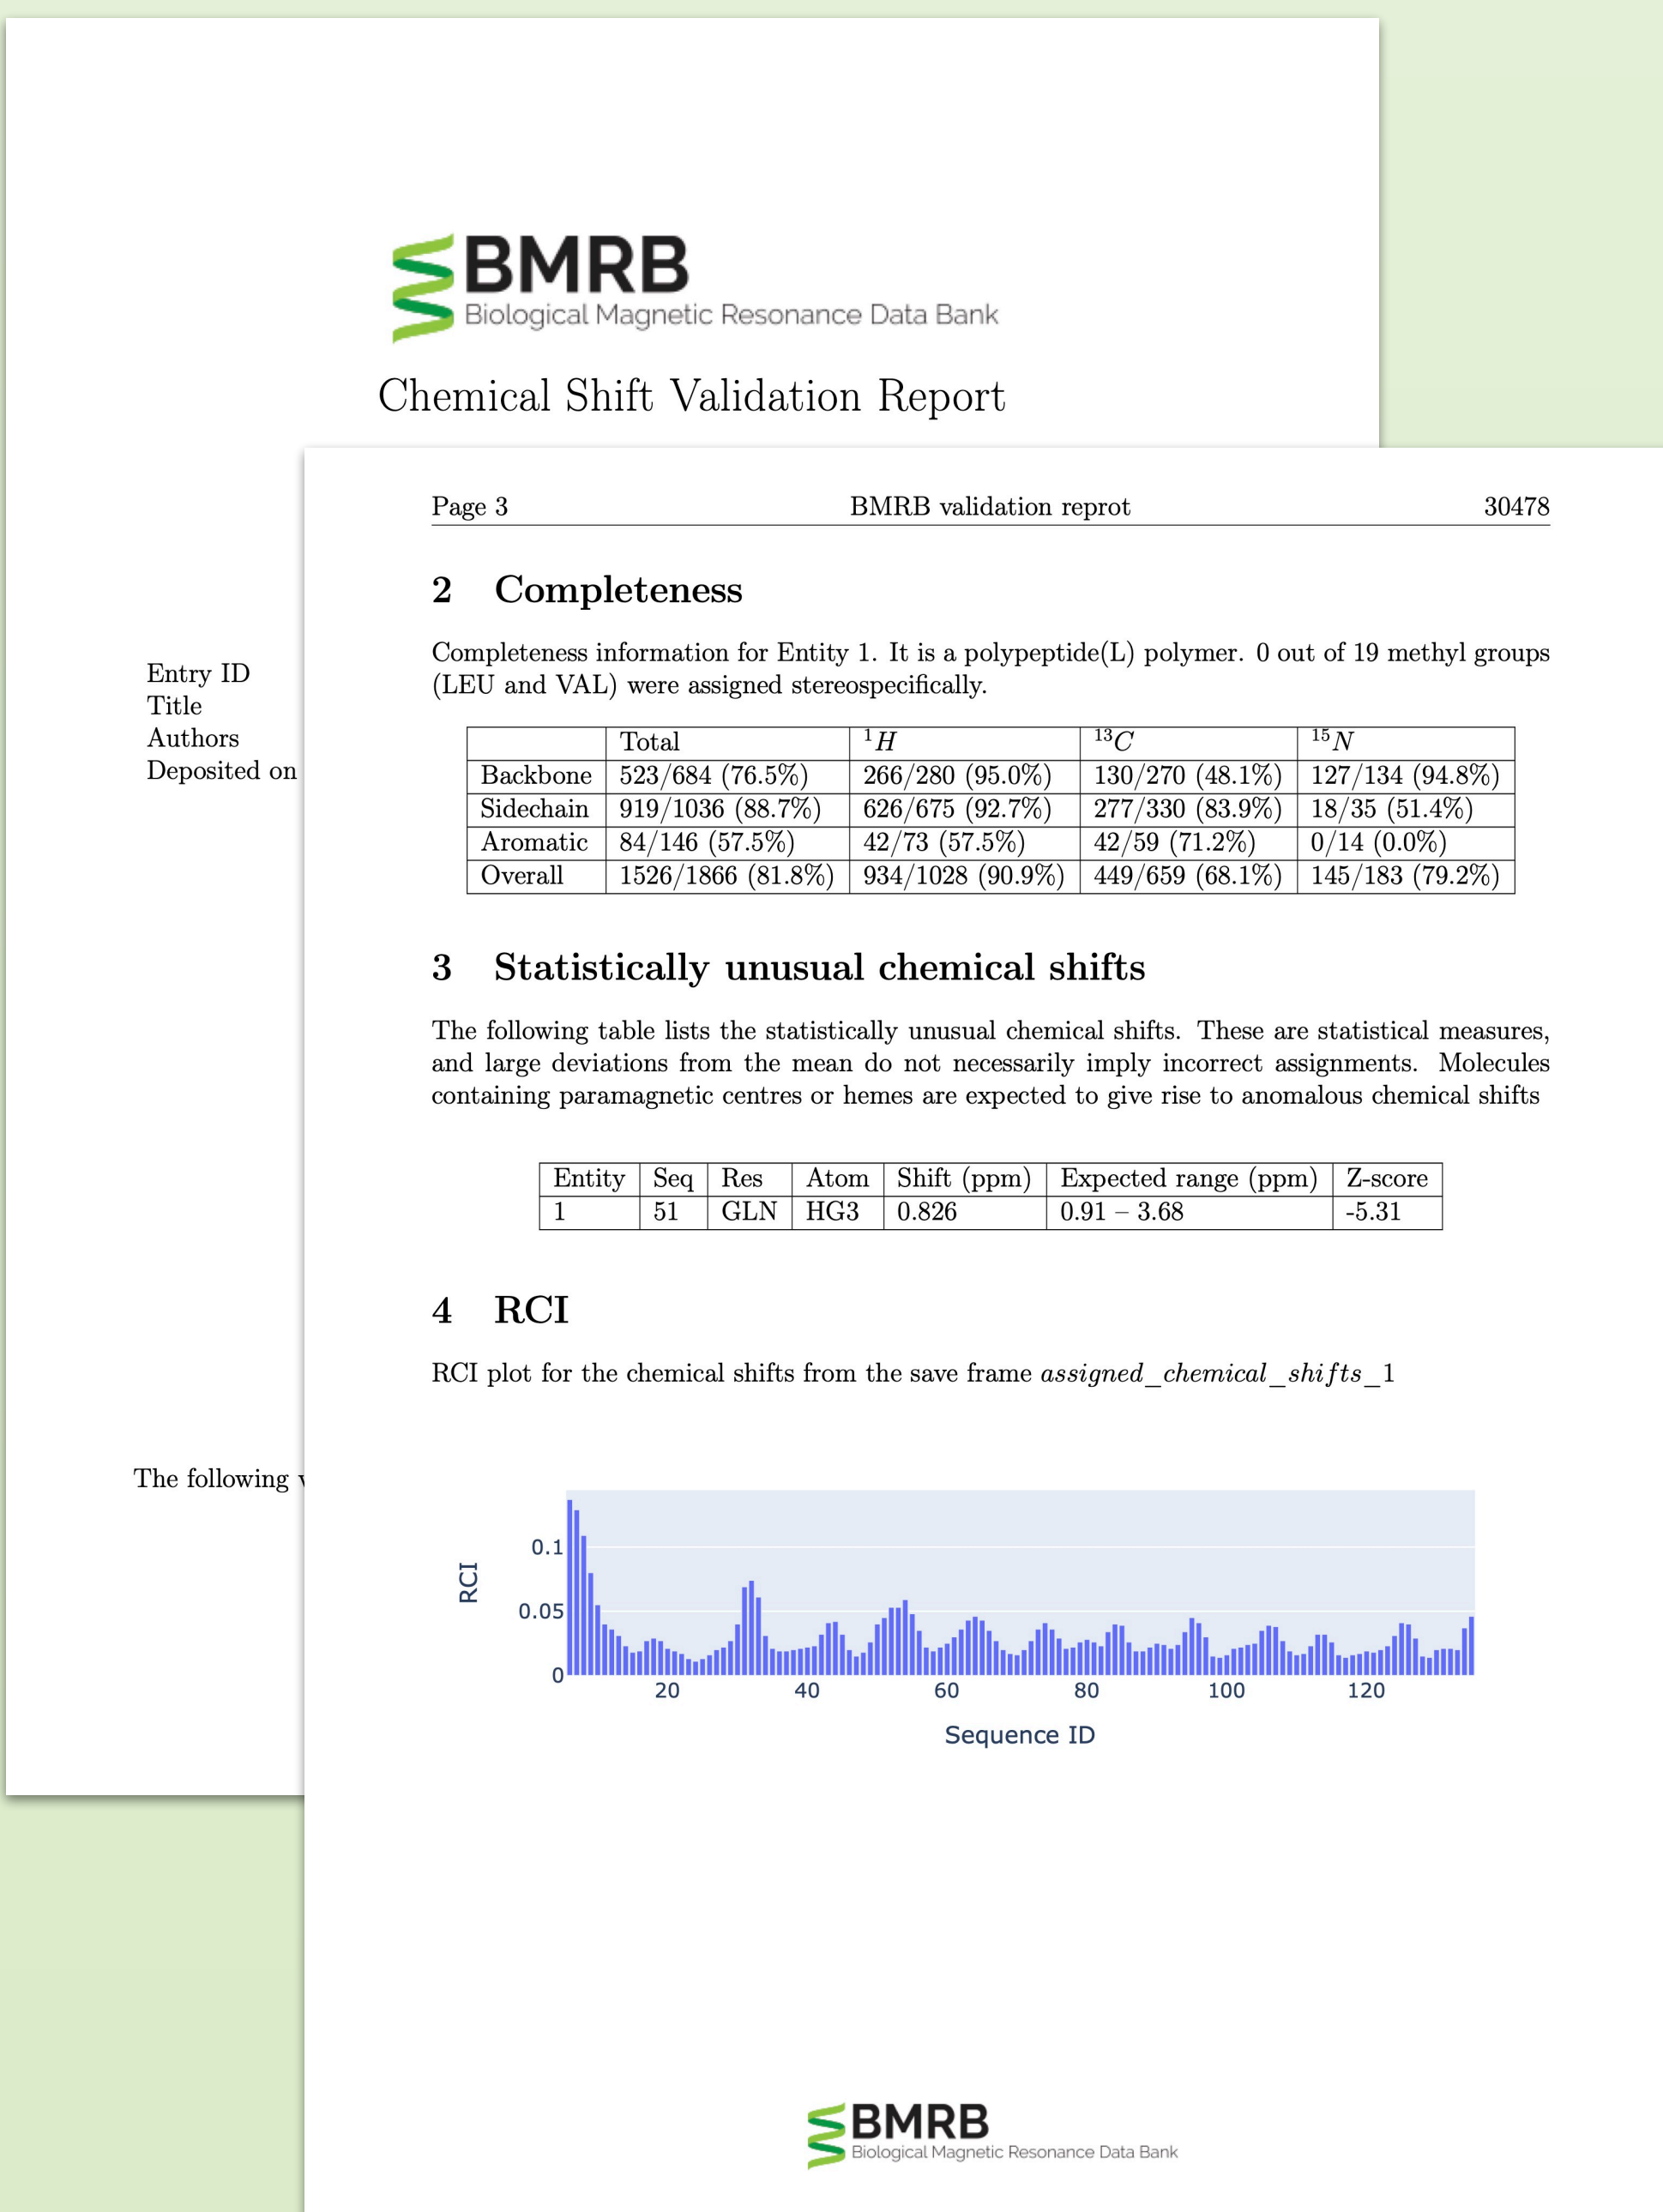 BMRB
Biological Magnetic Resonance Data Bank
Chemical Shift Validation Report
Entry ID
Title
Authors
Deposited on
The following
Page 3 BMRB validation reprot 30478
2 Completeness
Completeness information for Entity 1. It is a polypeptide(L) polymer. 0 out of 19 methyl groups
(LEU and VAL) were assigned stereospecifically.
Total ¹H ¹³C ¹⁵N
Backbone 523/684 (76.5%) 266/280 (95.0%) 130/270 (48.1%) 127/134 (94.8%)
Sidechain 919/1036 (88.7%) 626/675 (92.7%) 277/330 (83.9%) 18/35 (51.4%)
Aromatic 84/146 (57.5%) 42/73 (57.5%) 42/59 (71.2%) 0/14 (0.0%)
Overall 1526/1866 (81.8%) 934/1028 (90.9%) 449/659 (68.1%) 145/183 (79.2%)
3 Statistically unusual chemical shifts
The following table lists the statistically unusual chemical shifts. These are statistical measures,
and large deviations from the mean do not necessarily imply incorrect assignments. Molecules
containing paramagnetic centres or hemes are expected to give rise to anomalous chemical shifts
Entity Seq Res Atom Shift (ppm) Expected range (ppm) Z-score
1 51 GLN HG3 0.826 0.91 – 3.68 -5.31
4 RCI
RCI plot for the chemical shifts from the save frame assigned_chemical_shifts_1
RCI
0.1
0.05
0
20 40 60 80 100 120
Sequence ID
BMRB
Biological Magnetic Resonance Data Bank